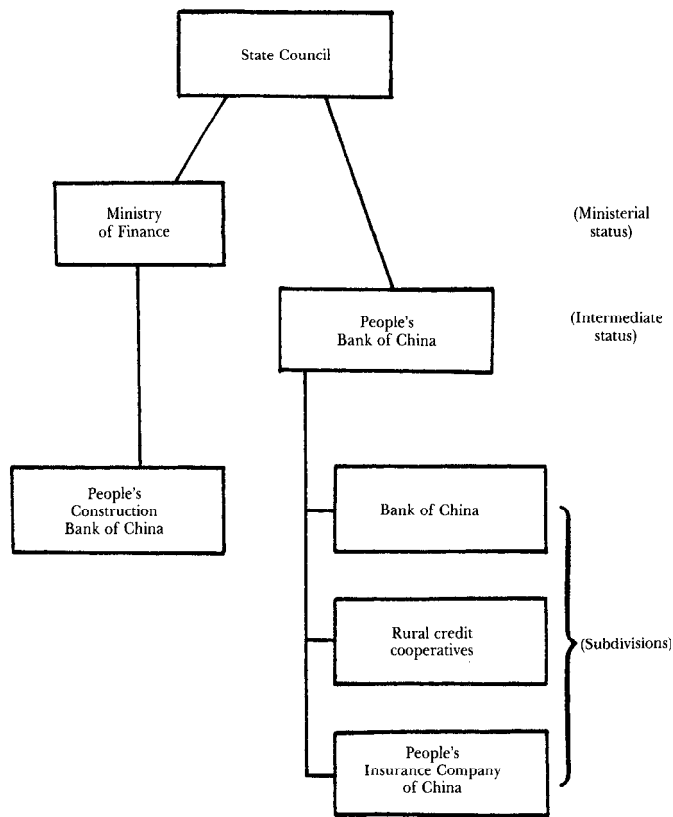 State Council
Ministry
of Finance
(Ministerial
status)
People's
Bank of China
(Intermediate
status)
People's
Construction
Bank of China
Bank of China
Rural credit
cooperatives
(Subdivisions)
People's
Insurance Company
of China